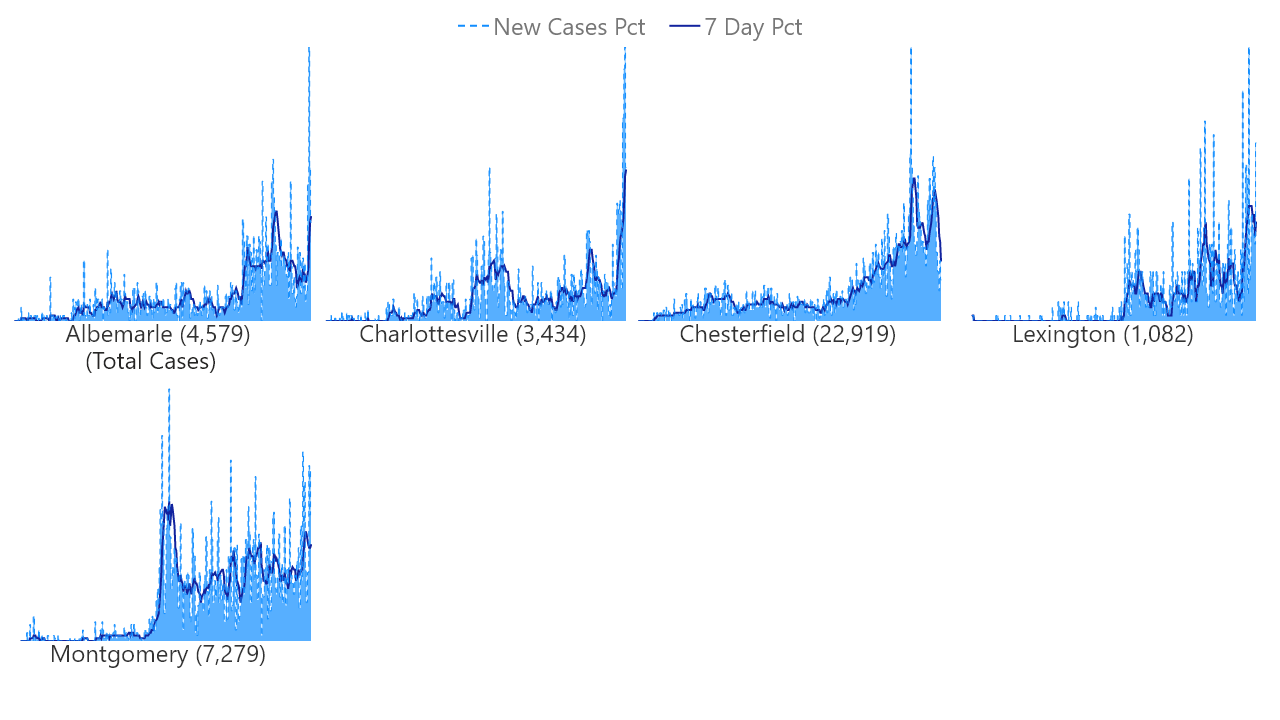 New Cases Pct 7 Day Pct
Albemarle (4,579)
(Total Cases)
Charlottesville (3,434)
Chesterfield (22,919)
Lexington (1,082)
Montgomery (7,279)